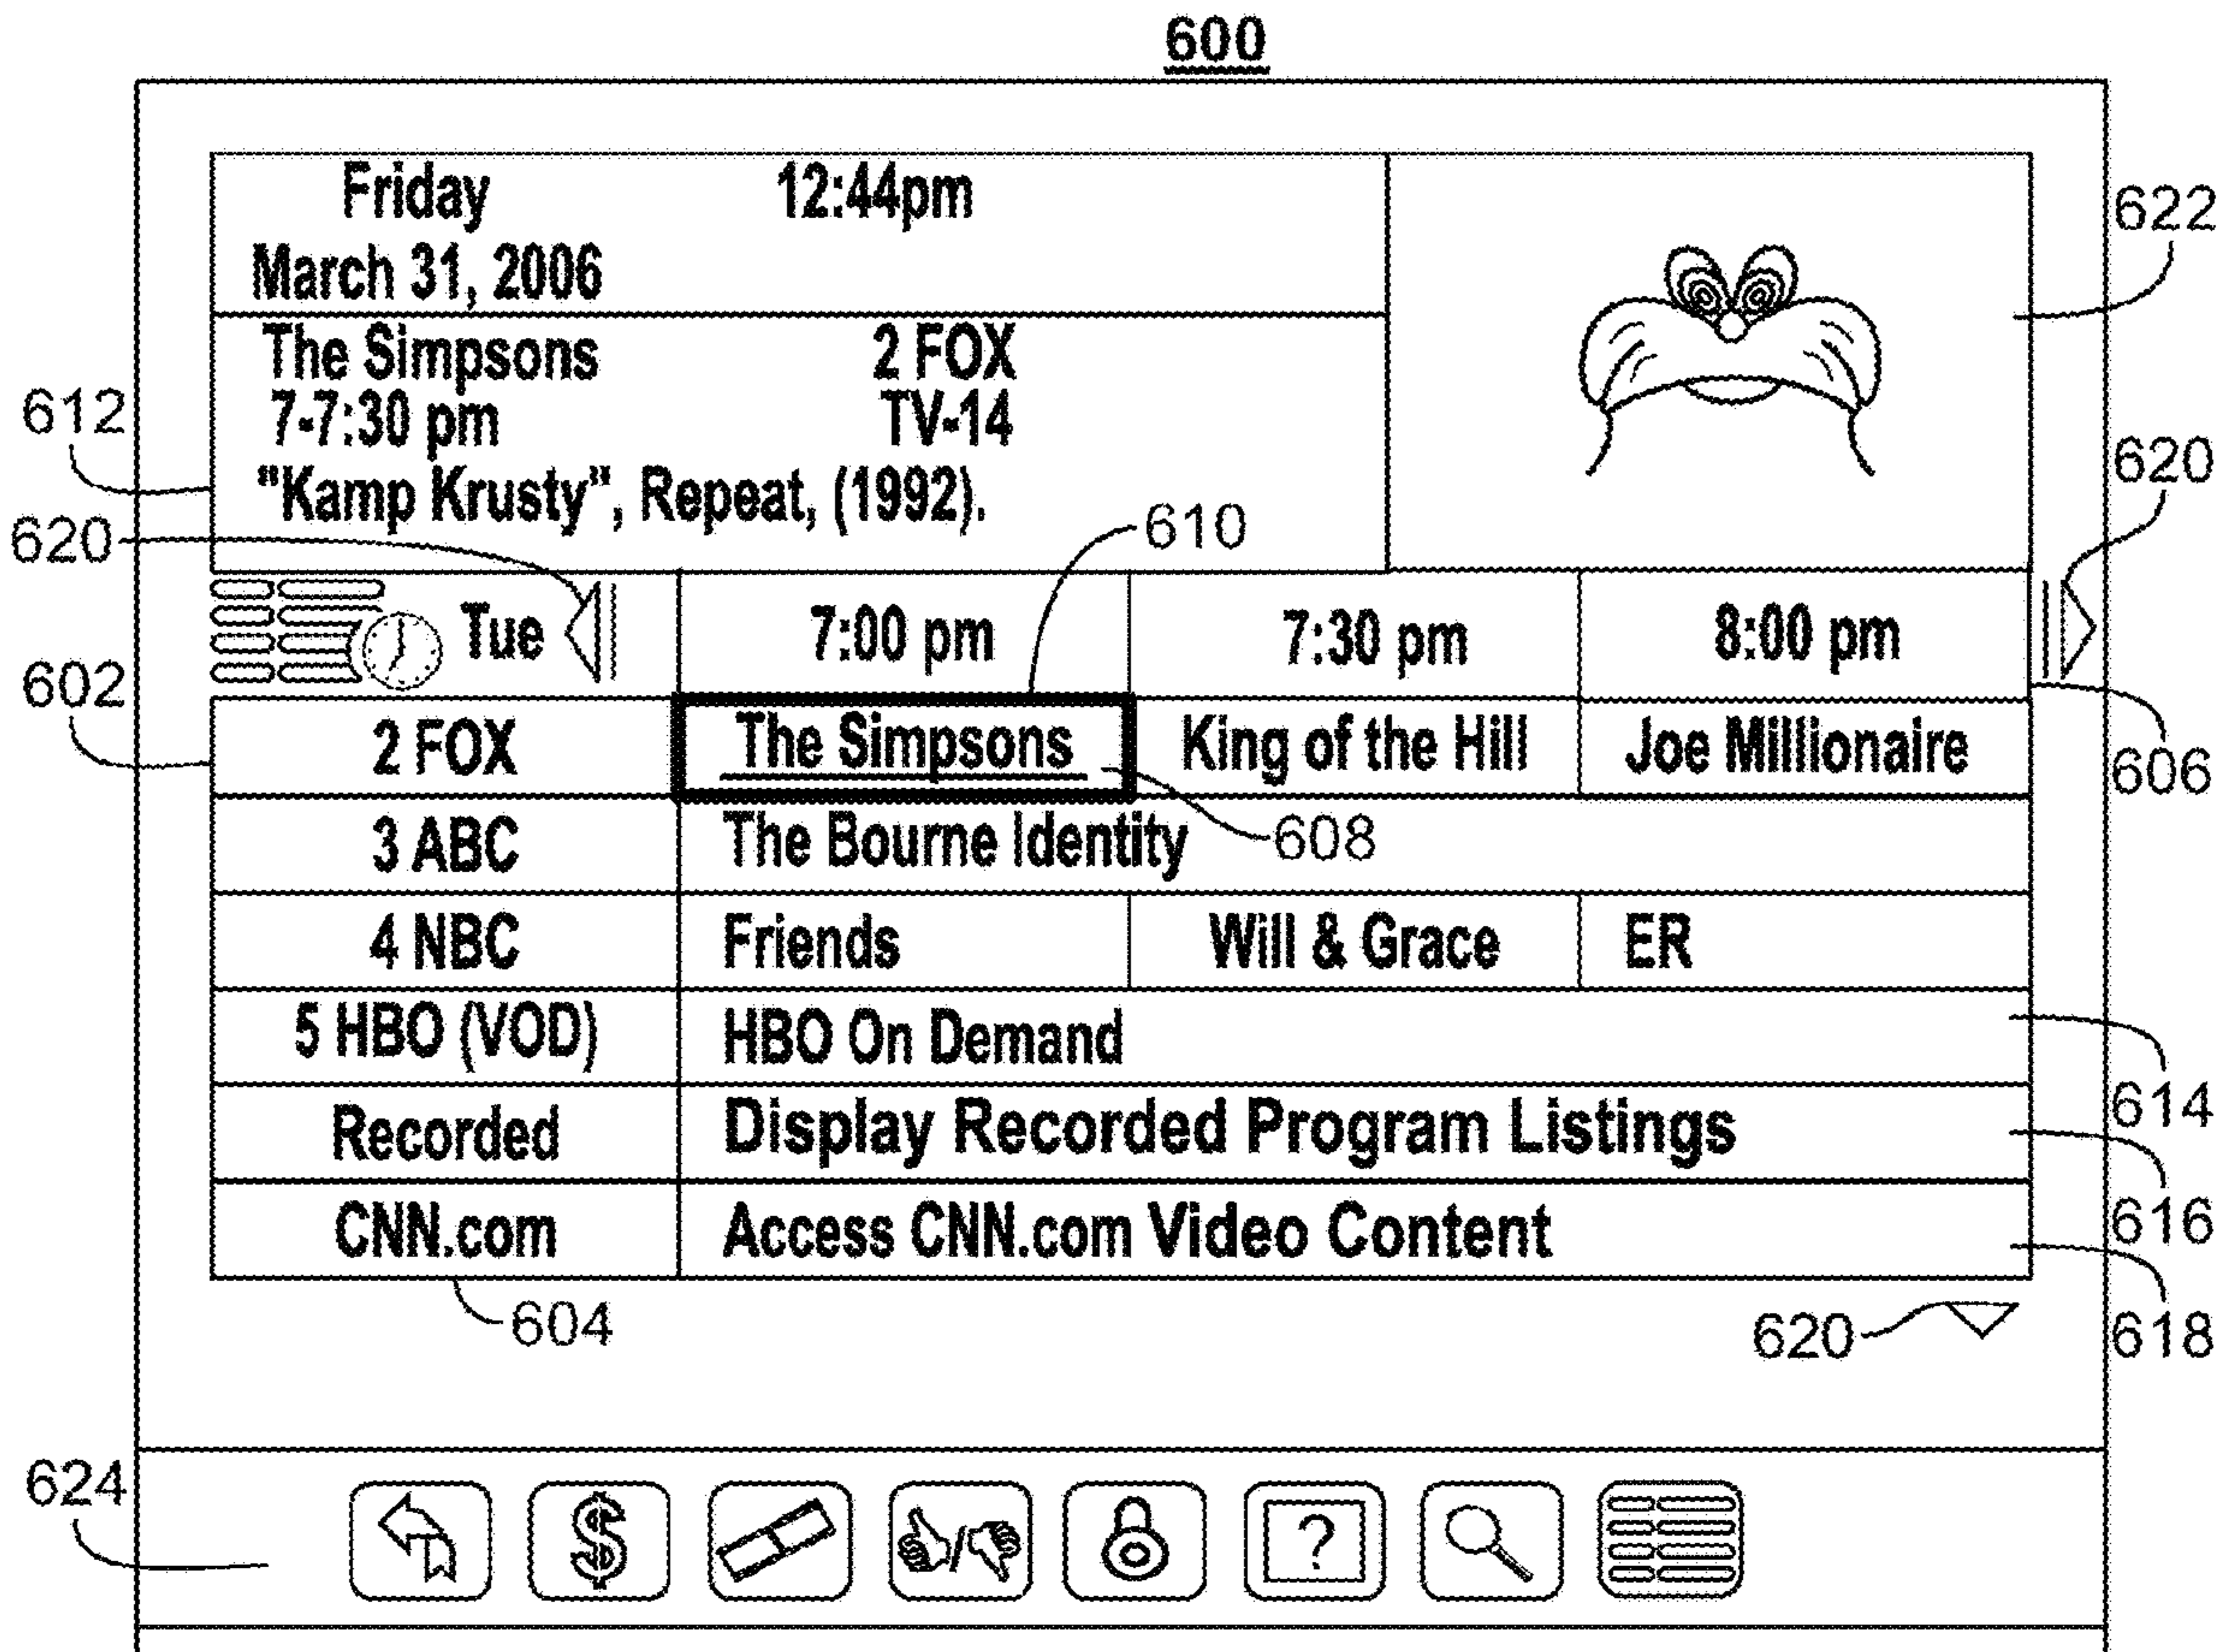 600
Friday 12:44pm
March 31, 2006
622
The Simpsons 2 FOX
612 7-7:30 pm TV-14
620
"Kamp Krusty", Repeat, (1992).
620 610
Tue 7:00 pm 7:30 pm 8:00 pm
602
2 FOX The Simpsons King of the Hill Joe Millionaire
606
3 ABC The Bourne Identity 608
4 NBC Friends Will & Grace ER
5 HBO (VOD) HBO On Demand
614
Recorded Display Recorded Program Listings
616
CNN.com Access CNN.com Video Content
604 620 618
624
$ / ?